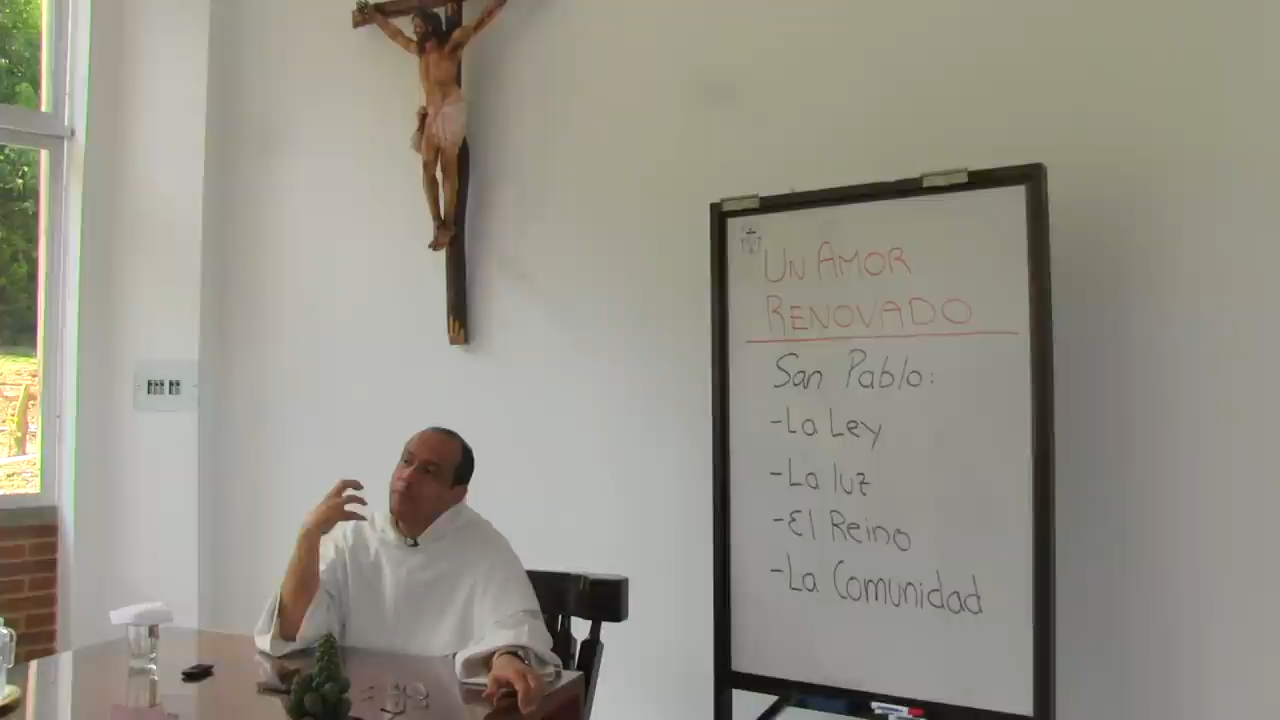 UN AMOR
RENOVADO
San Pablo:
-La Ley
-La luz
-El Reino
-La Comunidad